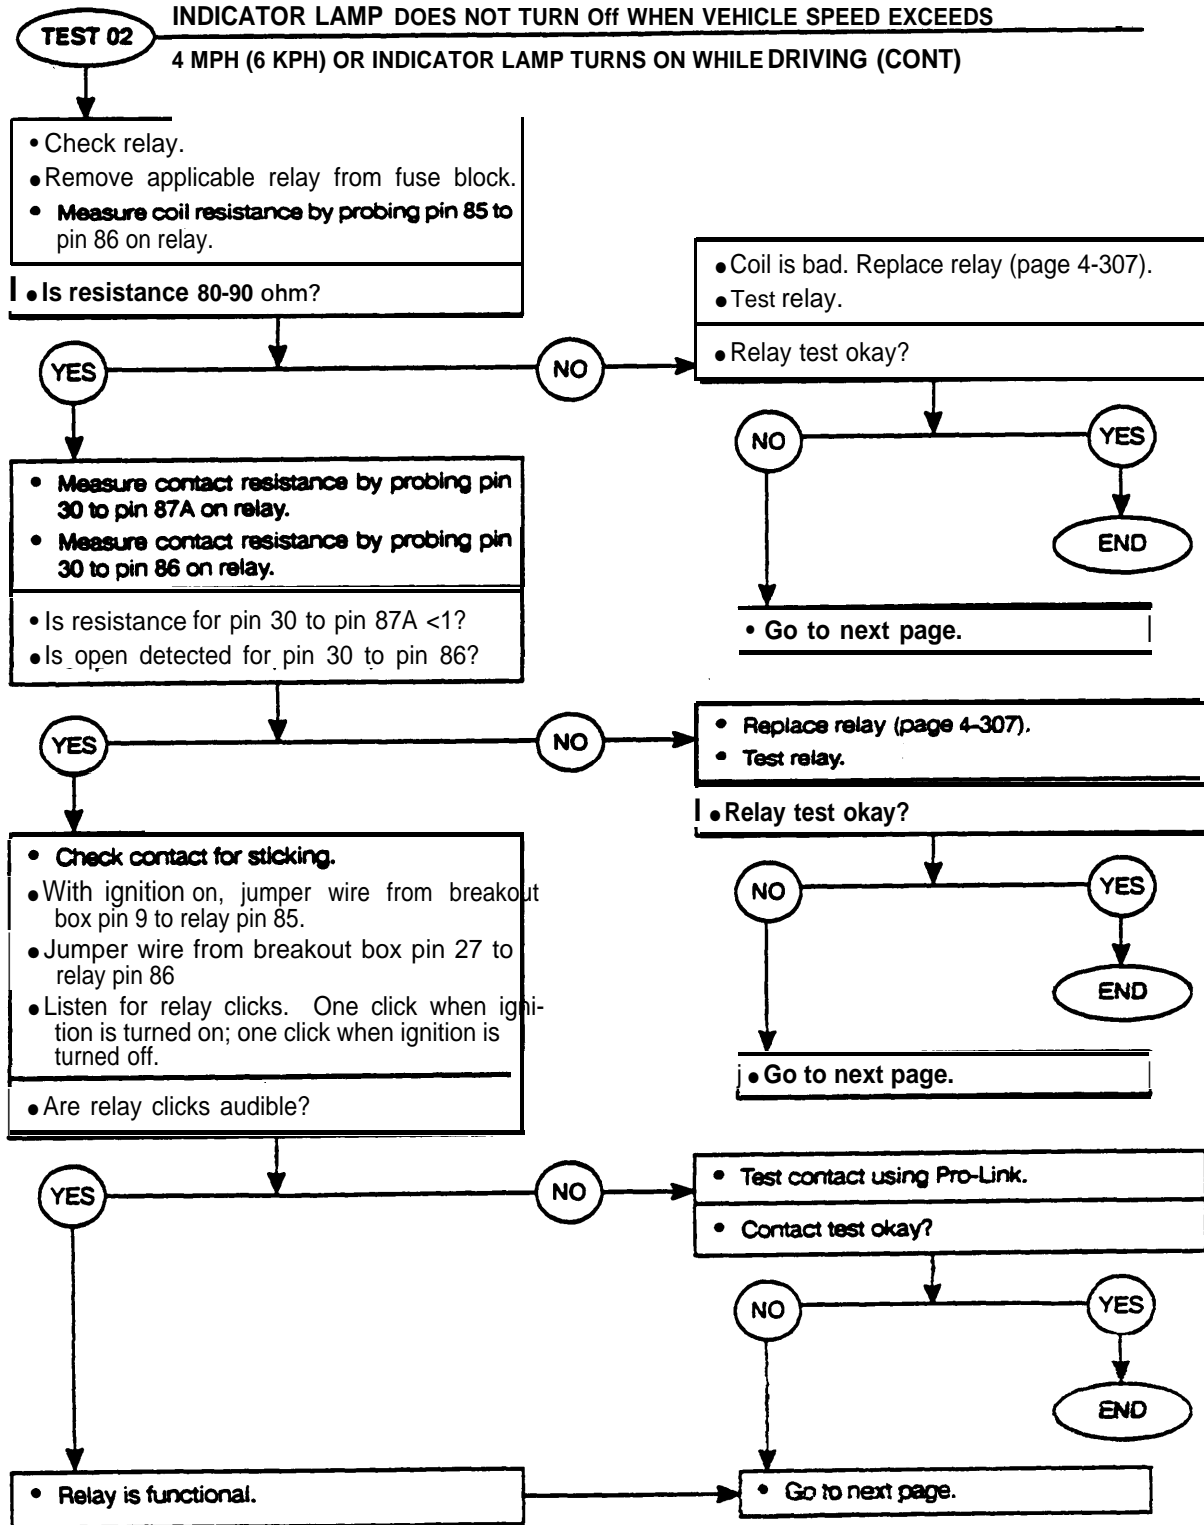 INDICATOR LAMP DOES NOT TURN Off WHEN VEHICLE SPEED EXCEEDS
TEST 02
4 MPH (6 KPH) OR INDICATOR LAMP TURNS ON WHILE DRIVING (CONT)
• Check relay.
• Remove applicable relay from fuse block.
• Measure coil resistance by probing pin 85 to
pin 86 on relay.
• Is resistance 80-90 ohm?
• Coil is bad. Replace relay (page 4-307).
• Test relay.
• Relay test okay?
YES
NO
NO
YES
END
• Go to next page.
• Measure contact resistance by probing pin
30 to pin 87A on relay.
• Measure contact resistance by probing pin
30 to pin 86 on relay.
• Is resistance for pin 30 to pin 87A <1?
• Is open detected for pin 30 to pin 86?
YES
NO
• Replace relay (page 4-307).
• Test relay.
• Relay test okay?
NO
YES
END
• Go to next page.
• Check contact for sticking.
• With ignition on, jumper wire from breakout
box pin 9 to relay pin 85.
• Jumper wire from breakout box pin 27 to
relay pin 86
• Listen for relay clicks. One click when igni-
tion is turned on; one click when ignition is
turned off.
• Are relay clicks audible?
YES
NO
• Test contact using Pro-Link.
• Contact test okay?
NO
YES
END
• Relay is functional.
• Go to next page.